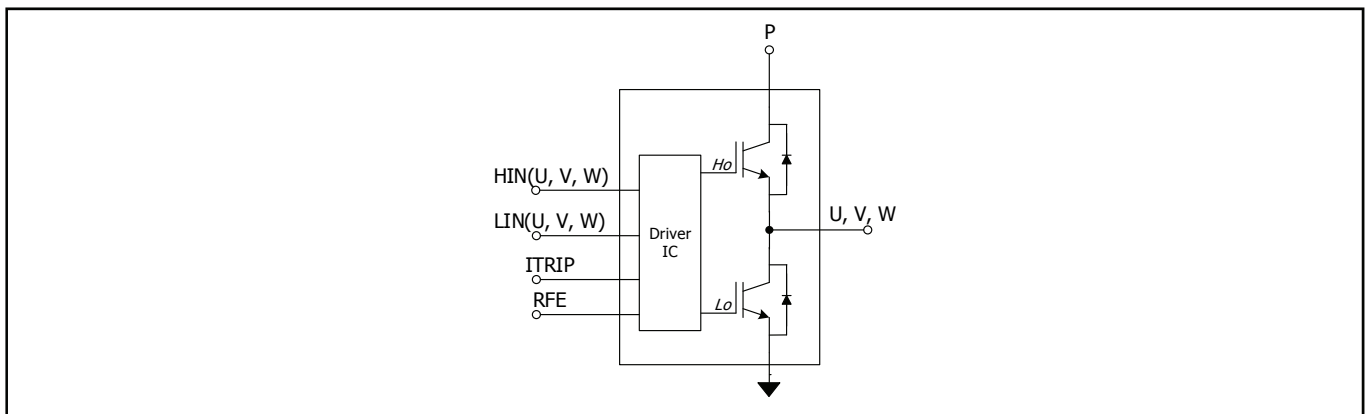 P
HIN(U, V, W)
Ho
LIN(U, V, W)
U, V, W
Driver
IC
ITRIP
RFE
Lo